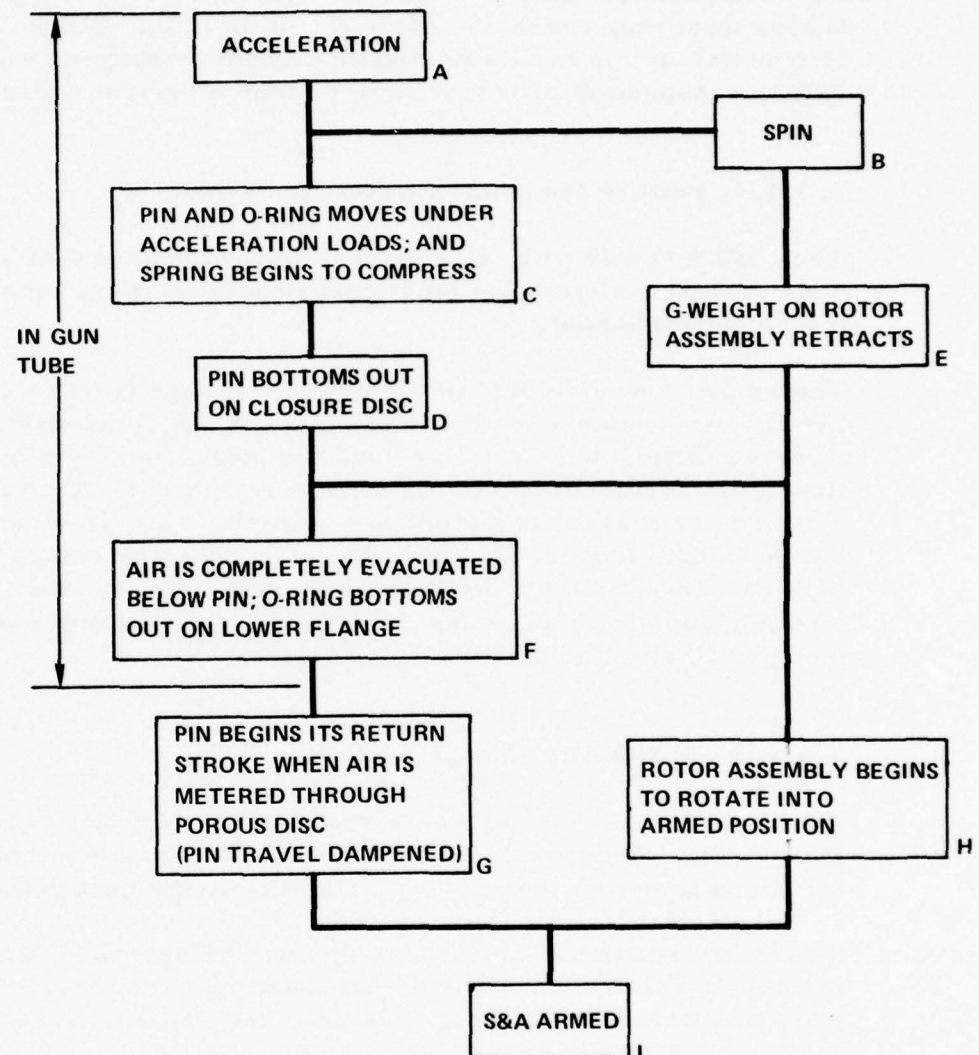 ACCELERATION
A
SPIN
B
PIN AND O-RING MOVES UNDER
ACCELERATION LOADS; AND
SPRING BEGINS TO COMPRESS
C
IN GUN
TUBE
G-WEIGHT ON ROTOR
ASSEMBLY RETRACTS
E
PIN BOTTOMS OUT
ON CLOSURE DISC
D
AIR IS COMPLETELY EVACUATED
BELOW PIN; O-RING BOTTOMS
OUT ON LOWER FLANGE
F
PIN BEGINS ITS RETURN
STROKE WHEN AIR IS
METERED THROUGH
POROUS DISC
(PIN TRAVEL DAMPENED)
G
ROTOR ASSEMBLY BEGINS
TO ROTATE INTO
ARMED POSITION
H
S&A ARMED
I